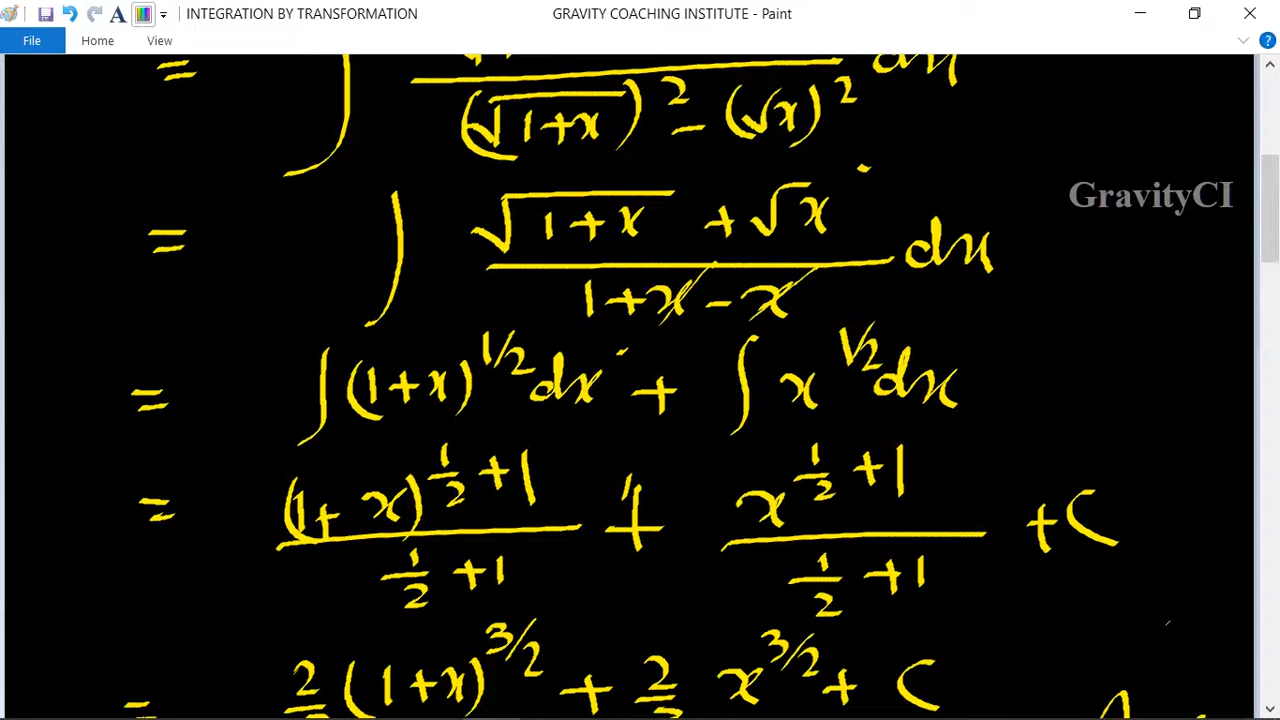 INTEGRATION BY TRANSFORMATION GRAVITY COACHING INSTITUTE - Paint
File Home View
= ∫ / (√1+x)² - (√x)² dx
GravityCI
= ∫ √1+x + √x / 1+x-x dx
= ∫(1+x)^1/2 dx + ∫ x^1/2 dx
= (1+x)^1/2+1 / 1/2+1 + x^1/2+1 / 1/2+1 + C
= 2/3 (1+x)^3/2 + 2/3 x^3/2 + C